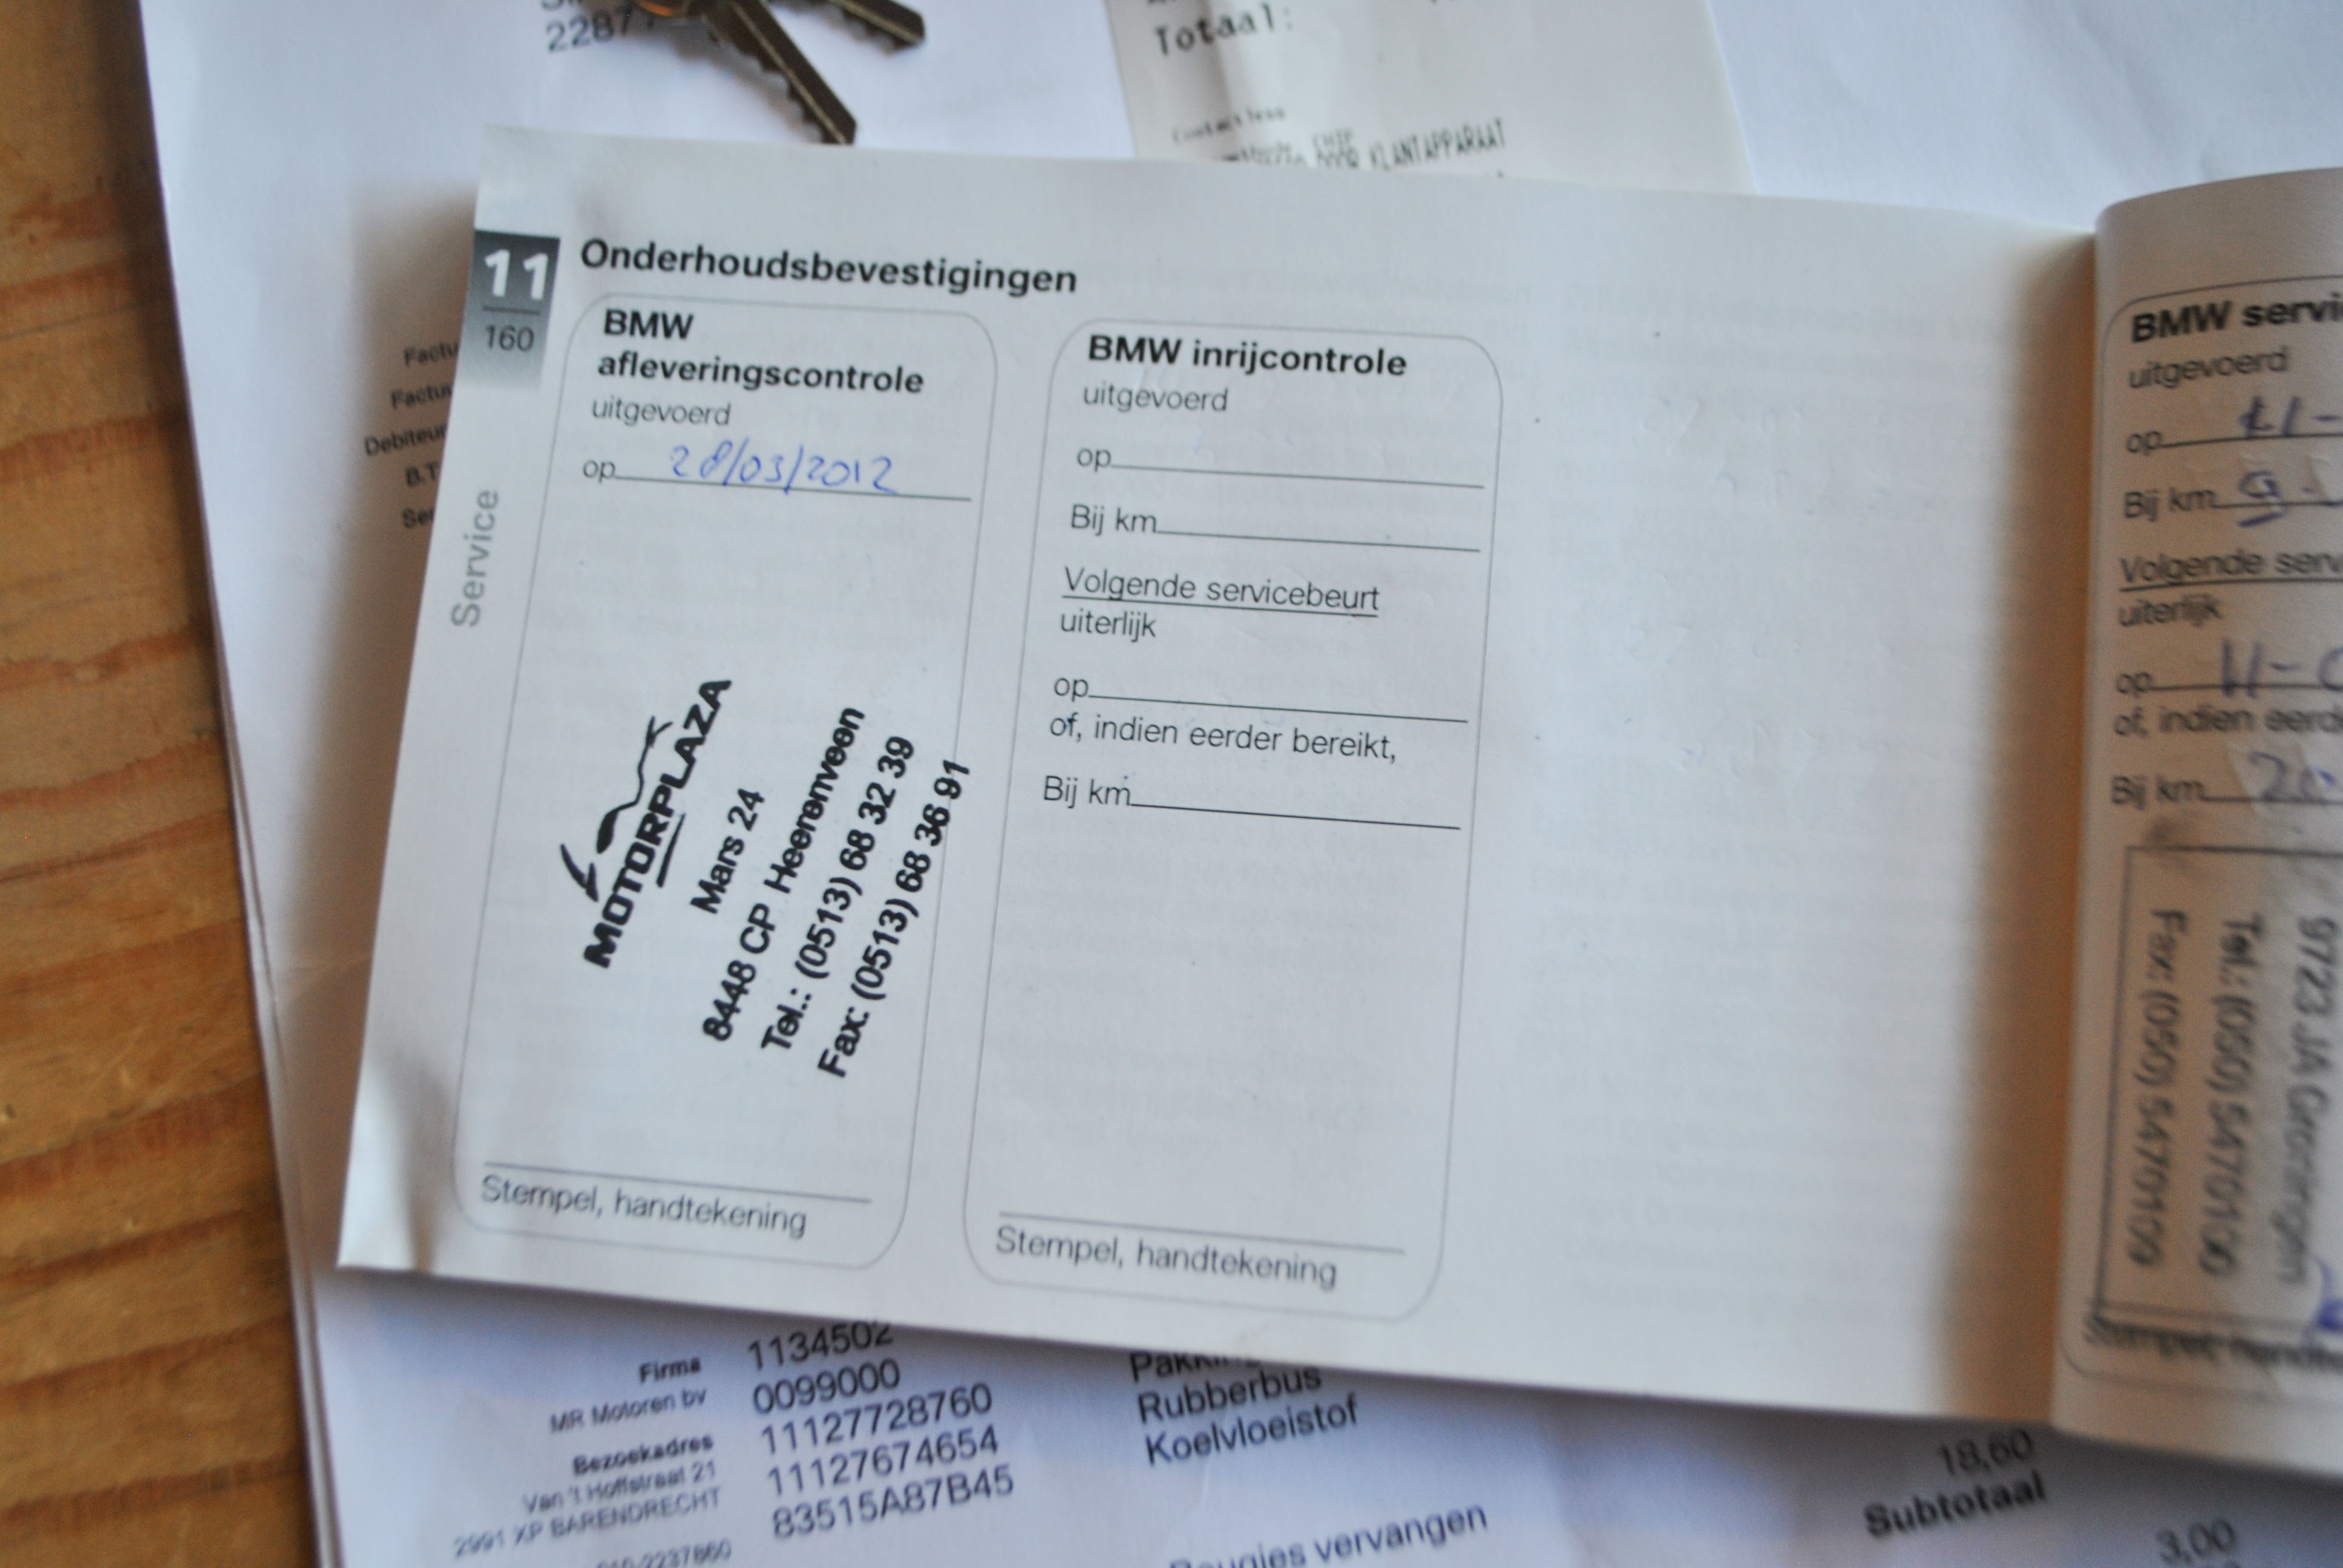 Totaal:
Contactless
KLANTAPPARAAT
11
160
Service
Onderhoudsbevestigingen
BMW
afleveringscontrole
uitgevoerd
op 28/03/2012
MOTORPLAZA
Mars 24
8448 CP Heerenveen
Tel.: (0513) 68 32 39
Fax: (0513) 68 36 91
Stempel, handtekening
BMW inrijcontrole
uitgevoerd
op
Bij km
Volgende servicebeurt
uiterlijk
op
of, indien eerder bereikt,
Bij km
Stempel, handtekening
BMW
uitgevoerd
op
Bij km
Volgende
uiterlijk
op
of, indien
Bij km
9723 JA Groningen
Tel.: (050) 5470100
Fax: (050) 5470109
Firma
MR Motoren bv
Bezoekadres
Van 't Hoffstraat 21
2991 XP BARENDRECHT
1134502
0099000
11127728760
11127674654
83515A87B45
Rubberbus
Koelvloeistof
vervangen
18,60
Subtotaal
3,00